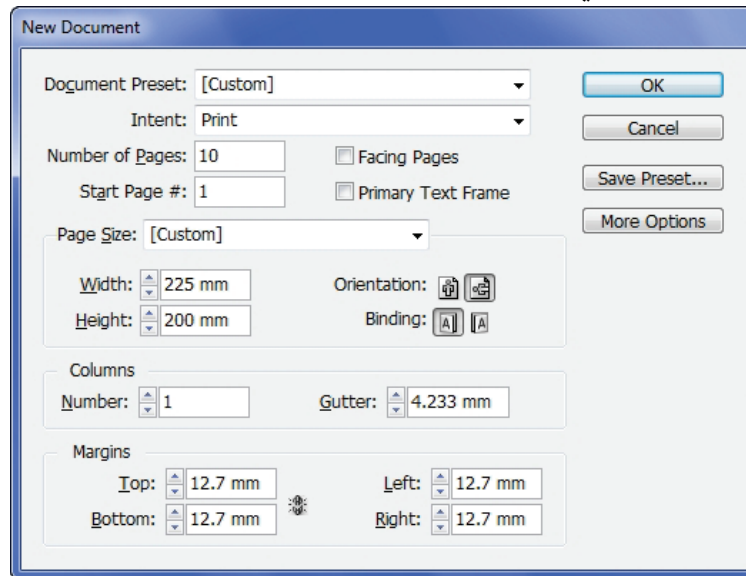 New Document
Document Preset: [Custom]
OK
Intent: Print
Cancel
Number of Pages: 10
Facing Pages
Save Preset...
Start Page #: 1
Primary Text Frame
More Options
Page Size: [Custom]
Width: 225 mm
Orientation:
Height: 200 mm
Binding: A A
Columns
Number: 1
Gutter: 4.233 mm
Margins
Top: 12.7 mm
Left: 12.7 mm
Bottom: 12.7 mm
Right: 12.7 mm